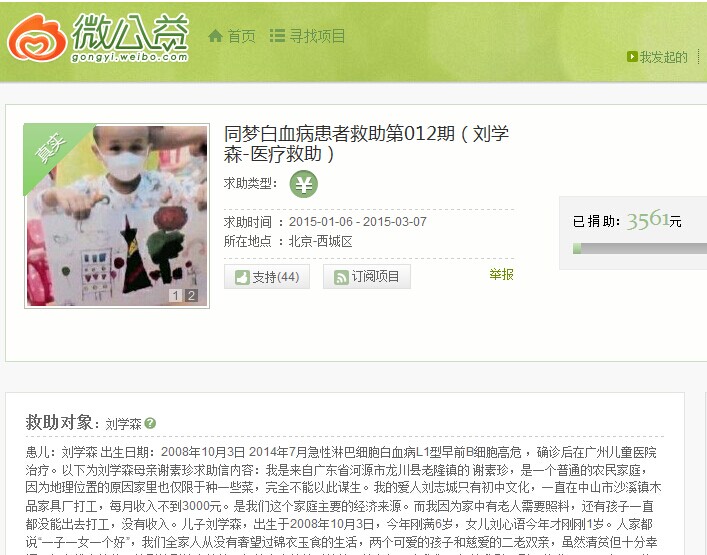 微公益
gongyi.weibo.com
首页 寻找项目
我发起的
真实
同梦白血病患者救助第012期（刘学
森-医疗救助）
求助类型： ¥
求助时间 ：2015-01-06 - 2015-03-07
所在地点 ：北京-西城区
已捐助: 3561元
支持(44) 订阅项目 举报
1 2
救助对象: 刘学森 ?
患儿：刘学森 出生日期：2008年10月3日 2014年7月急性淋巴细胞白血病L1型早前B细胞高危 ，确诊后在广州儿童医院
治疗。以下为刘学森母亲谢素珍求助信内容：我是来自广东省河源市龙川县老隆镇的 谢素珍，是一个普通的农民家庭，
因为地理位置的原因家里也仅限于种一些菜，完全不能以此谋生。我的爱人刘志城只有初中文化，一直在中山市沙溪镇木
品家具厂打工，每月收入不到3000元。是我们这个家庭主要的经济来源。而我因为家中有老人需要照料，还有孩子一直
都没能出去打工，没有收入。儿子刘学森，出生于2008年10月3日，今年刚满6岁，女儿刘心语今年才刚刚1岁。人家都
说“一子一女一个好”，我们全家人从没有奢望过锦衣玉食的生活，两个可爱的孩子和慈爱的二老双亲，虽然清贫但十分幸